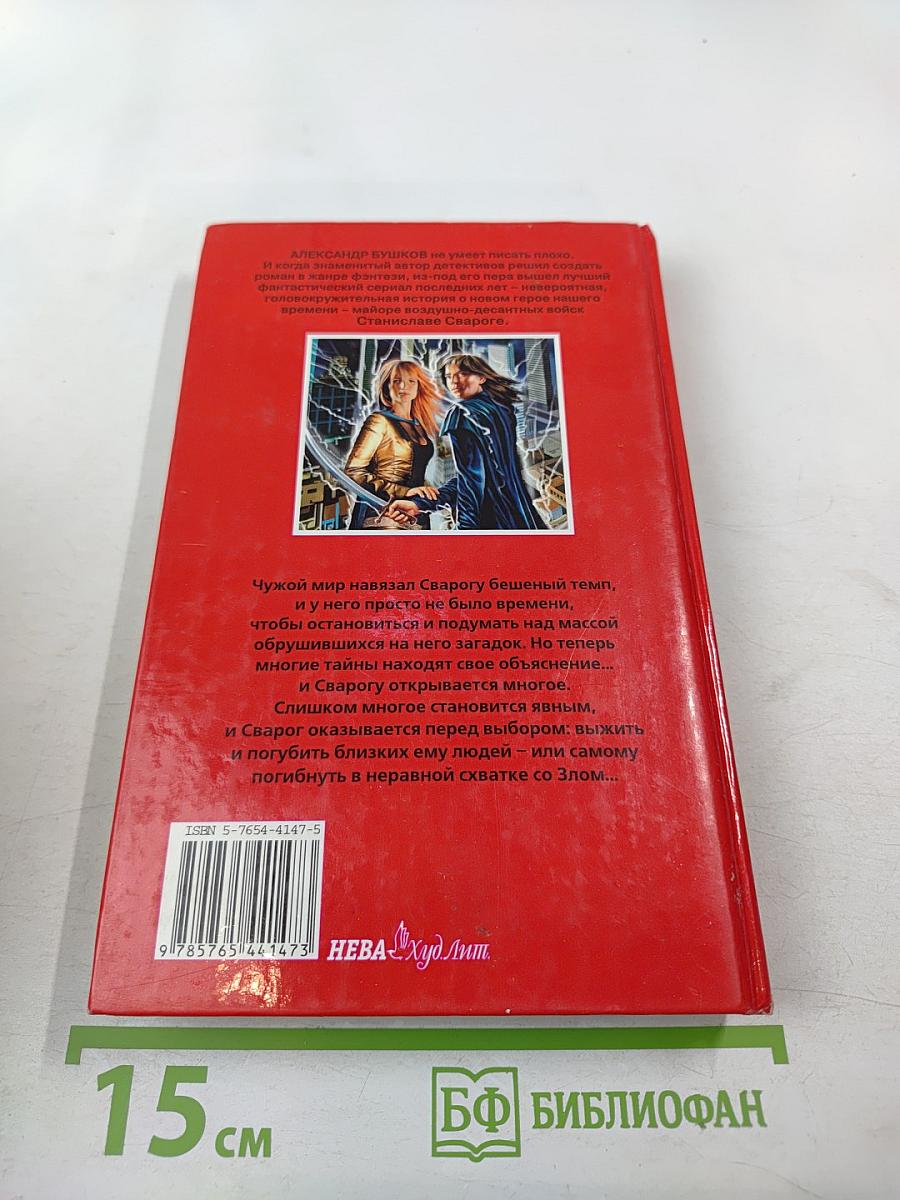 АЛЕКСАНДР БУШКОВ не умеет писать плохо.
И когда знаменитый автор детективов решил создать
роман в жанре фэнтези, из-под его пера вышел лучший
фантастический сериал последних лет – невероятная,
головокружительная история о новом герое нашего
времени – майоре воздушно-десантных войск
Станиславе Свароге.
Чужой мир навязал Сварогу бешеный темп,
и у него просто не было времени,
чтобы остановиться и подумать над массой
обрушившихся на него загадок. Но теперь
многие тайны находят свое объяснение...
и Сварогу открывается многое.
Слишком многое становится явным,
и Сварог оказывается перед выбором: выжить
и погубить близких ему людей – или самому
погибнуть в неравной схватке со Злом...
ISBN 5-7654-4147-5
9 785765 441473
НЕВА Худ Лит.
15 см
БФ БИБЛИОФАН